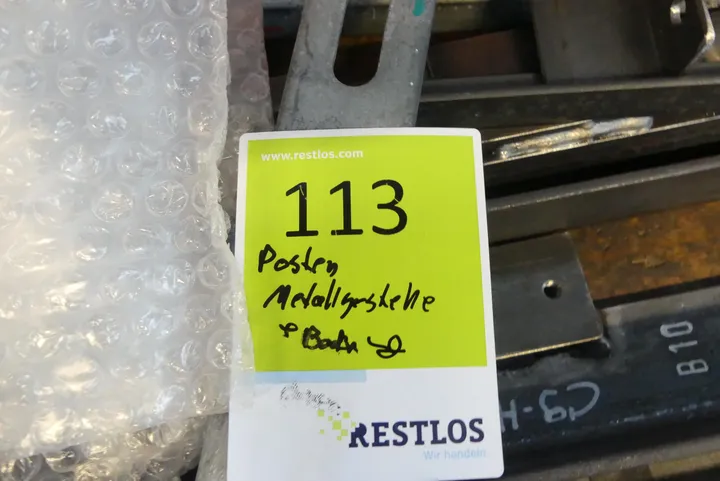 www.restlos.com
113
Posten
Metallgestelle
RESTLOS
Wir handeln
B10